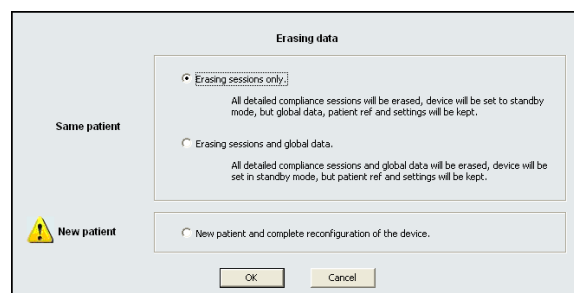 Erasing data
Same patient
Erasing sessions only.
All detailed compliance sessions will be erased, device will be set to standby
mode, but global data, patient ref and settings will be kept.
Erasing sessions and global data.
All detailed compliance sessions and global data will be erased, device will be
set in standby mode, but patient ref and settings will be kept.
New patient
New patient and complete reconfiguration of the device.
OK
Cancel